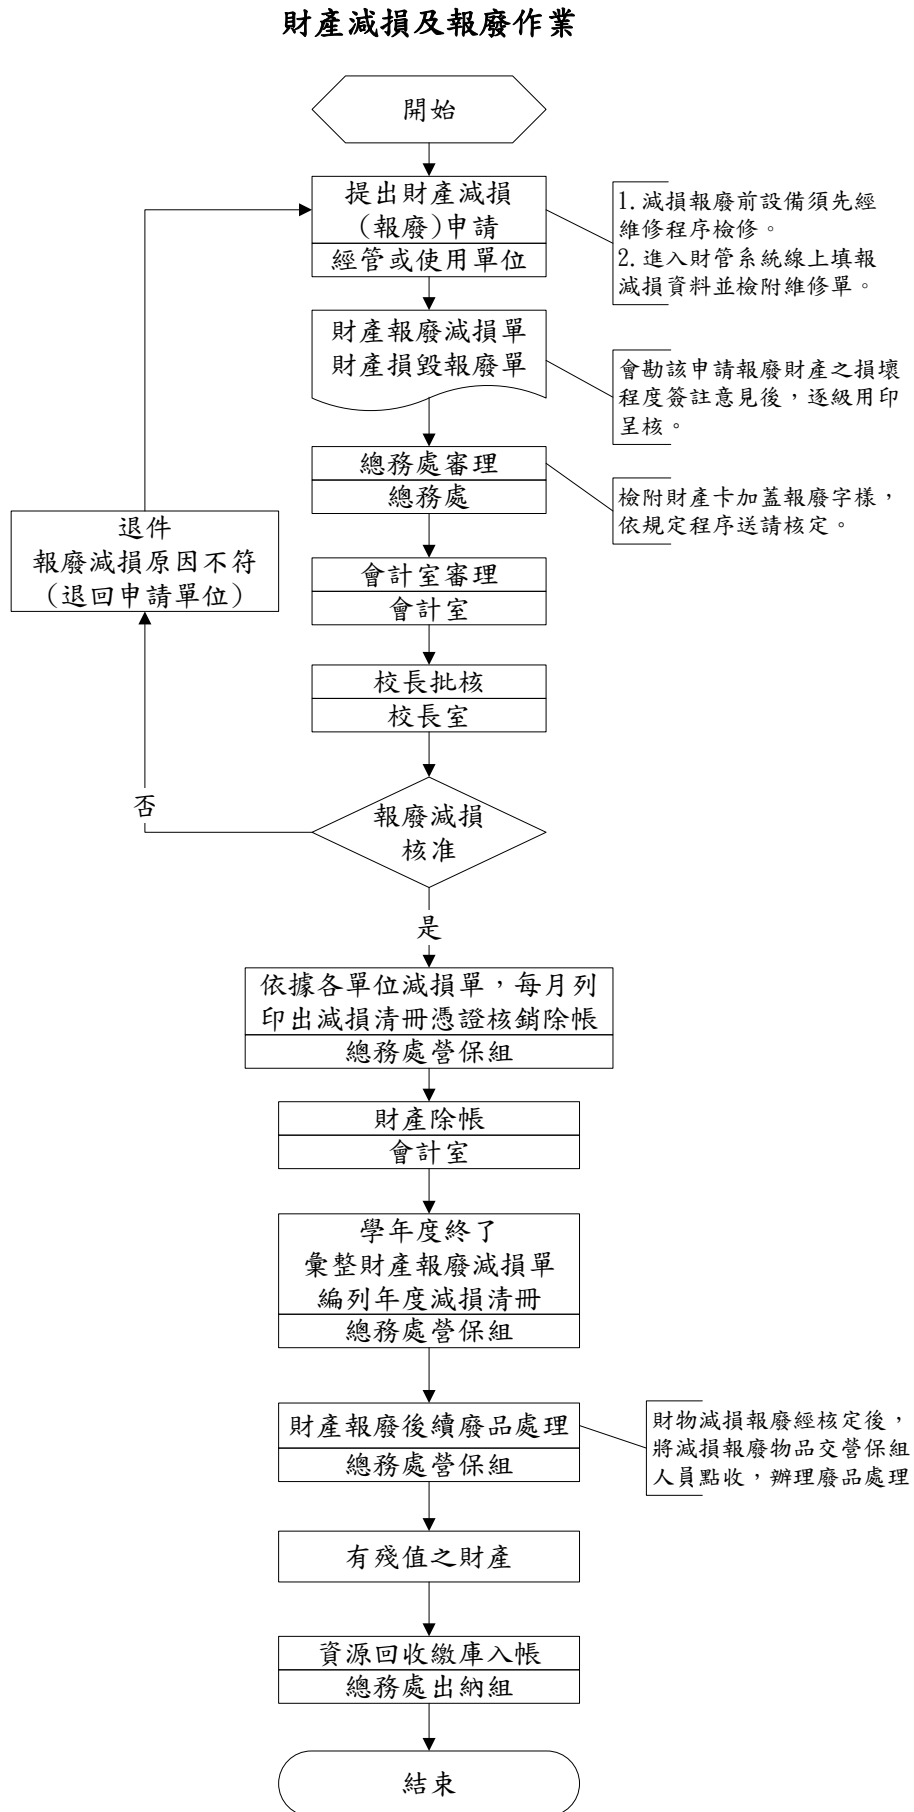 財產減損及報廢作業
開始
提出財產減損
(報廢)申請
經管或使用單位
1.減損報廢前設備須先經
維修程序檢修。
2.進入財管系統線上填報
減損資料並檢附維修單。
財產報廢減損單
財產損毀報廢單
會勘該申請報廢財產之損壞
程度簽註意見後，逐級用印
呈核。
總務處審理
總務處
檢附財產卡加蓋報廢字樣，
依規定程序送請核定。
退件
報廢減損原因不符
(退回申請單位)
會計室審理
會計室
校長批核
校長室
報廢減損
核准
否
是
依據各單位減損單，每月列
印出減損清冊憑證核銷除帳
總務處營保組
財產除帳
會計室
學年度終了
彙整財產報廢減損單
編列年度減損清冊
總務處營保組
財產報廢後續廢品處理
總務處營保組
財物減損報廢經核定後，
將減損報廢物品交營保組
人員點收，辦理廢品處理
有殘值之財產
資源回收繳庫入帳
總務處出納組
結束